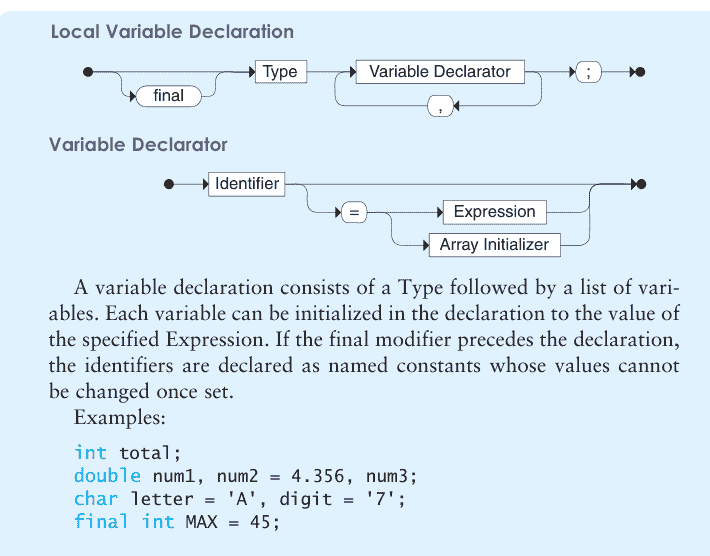 Local Variable Declaration
Type Variable Declarator ;
final
,
Variable Declarator
Identifier
= Expression
Array Initializer
A variable declaration consists of a Type followed by a list of vari-
ables. Each variable can be initialized in the declaration to the value of
the specified Expression. If the final modifier precedes the declaration,
the identifiers are declared as named constants whose values cannot
be changed once set.
Examples:
int total;
double num1, num2 = 4.356, num3;
char letter = 'A', digit = '7';
final int MAX = 45;